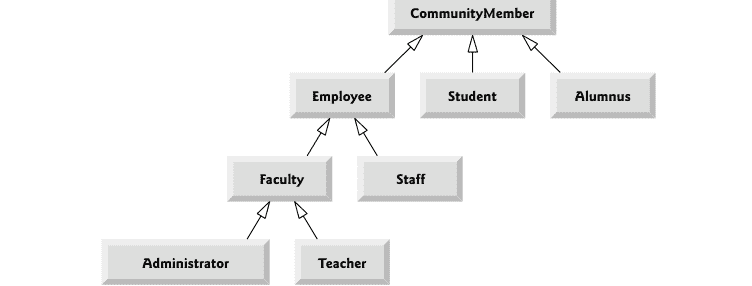 CommunityMember
Employee
Student
Alumnus
Faculty
Staff
Administrator
Teacher